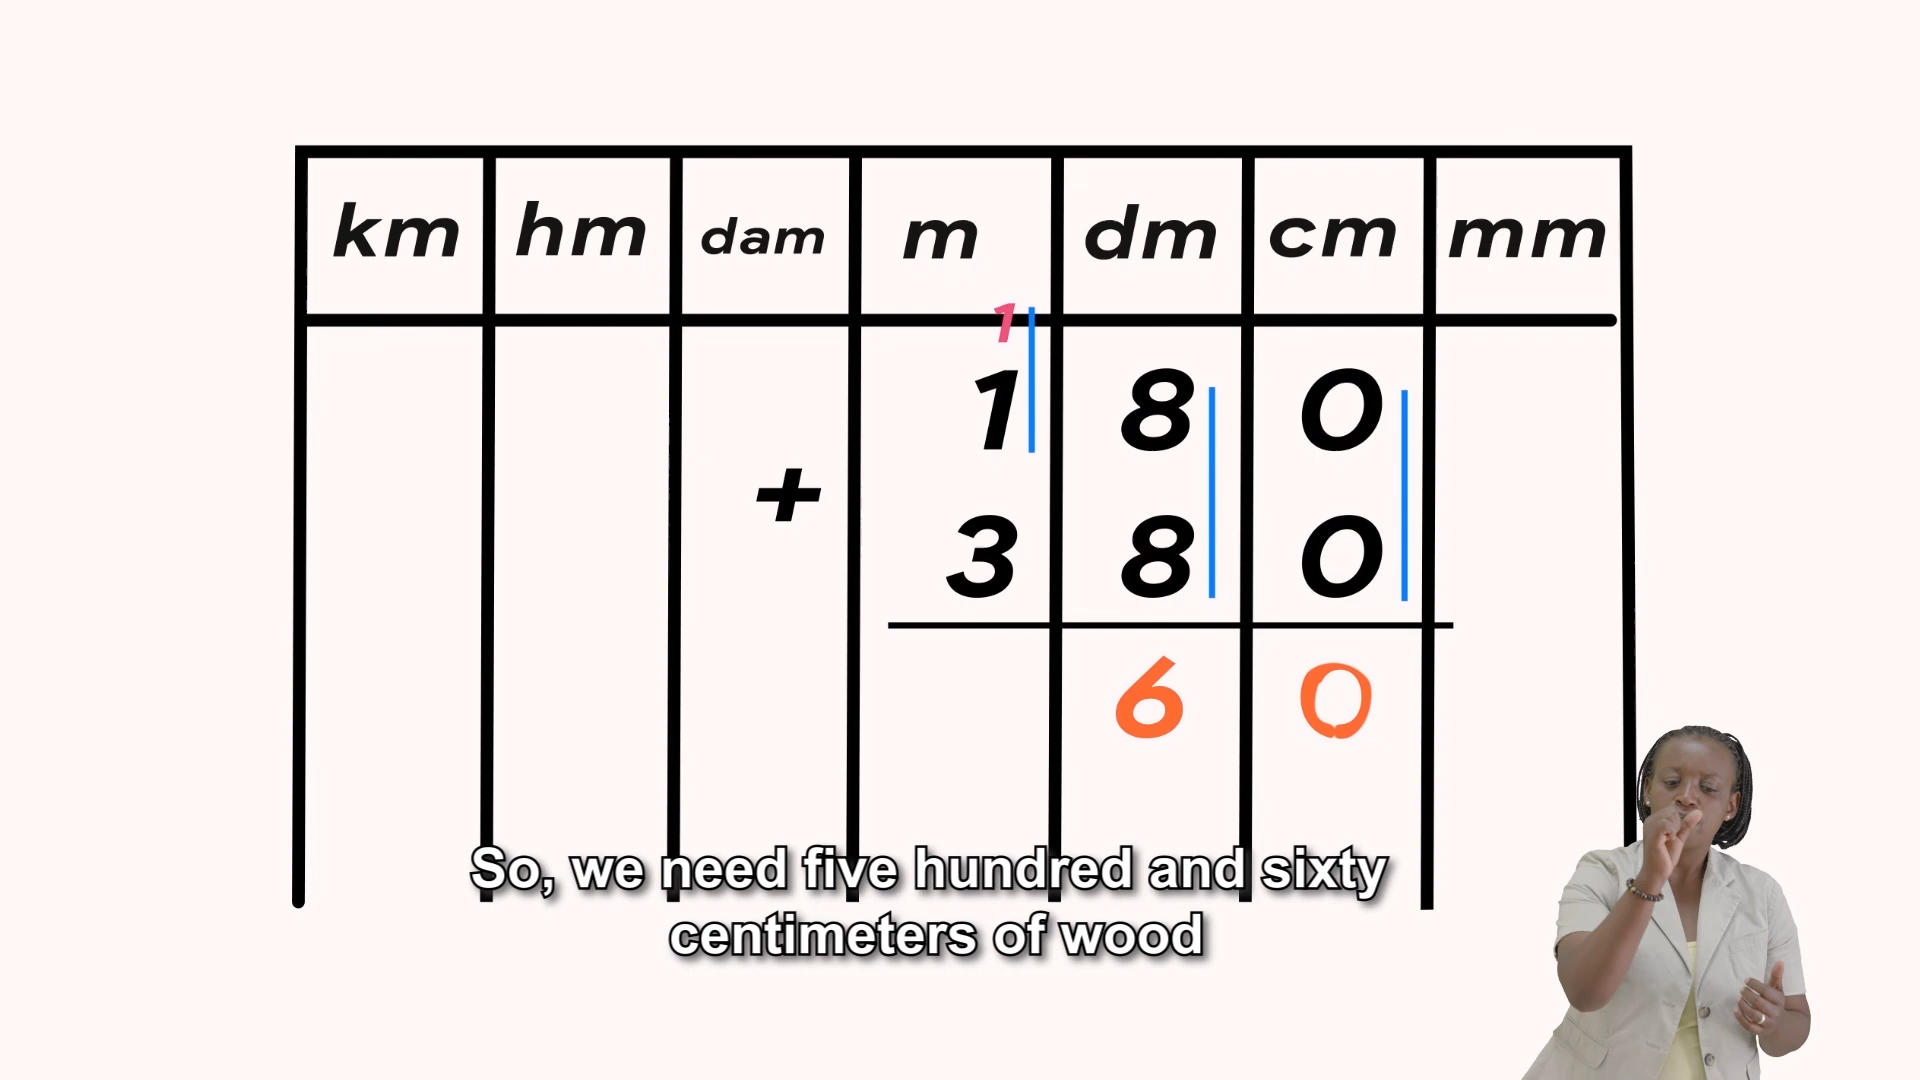 km hm dam m dm cm mm
1
1 8 0
+
3 8 0
6 0
So, we need five hundred and sixty
centimeters of wood